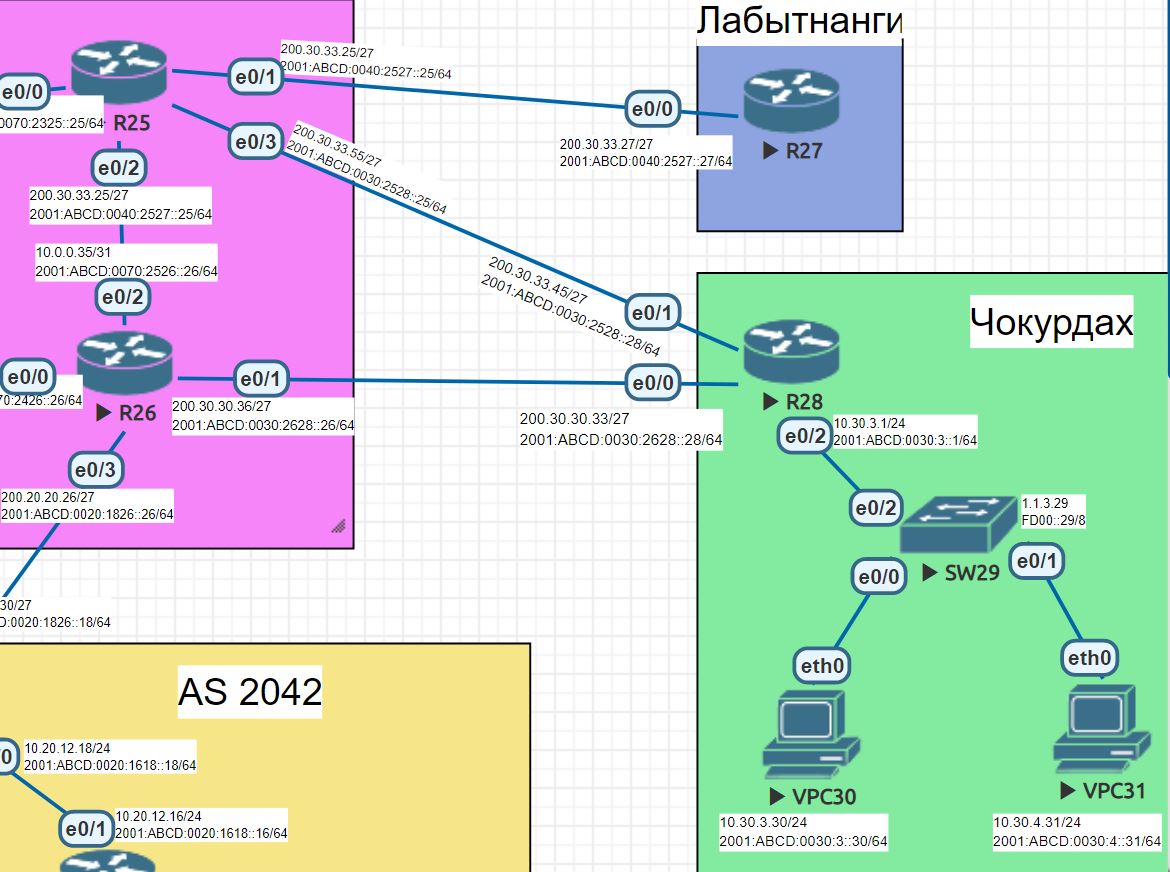 Лабытнанги
200.30.33.25/27
2001:ABCD:0040:2527::25/64
e0/1
e0/0
e0/0
0070:2325::25/64
R25
e0/3
200.30.33.55/27
2001:ABCD:0030:2528::25/64
200.30.33.27/27
2001:ABCD:0040:2527::27/64
R27
e0/2
200.30.33.25/27
2001:ABCD:0040:2527::25/64
10.0.0.35/31
2001:ABCD:0070:2526::26/64
e0/2
200.30.33.45/27
2001:ABCD:0030:2528::28/64
e0/1
Чокурдах
e0/0
70:2426::26/64
R26
e0/1
200.30.30.36/27
2001:ABCD:0030:2628::26/64
e0/0
200.30.30.33/27
2001:ABCD:0030:2628::28/64
R28
e0/2
10.30.3.1/24
2001:ABCD:0030:3::1/64
e0/3
200.20.20.26/27
2001:ABCD:0020:1826::26/64
e0/2
1.1.3.29
FD00::29/8
SW29
e0/0
e0/1
30/27
D:0020:1826::18/64
eth0
eth0
AS 2042
/0
10.20.12.18/24
2001:ABCD:0020:1618::18/64
e0/1
10.20.12.16/24
2001:ABCD:0020:1618::16/64
VPC30
10.30.3.30/24
2001:ABCD:0030:3::30/64
VPC31
10.30.4.31/24
2001:ABCD:0030:4::31/64